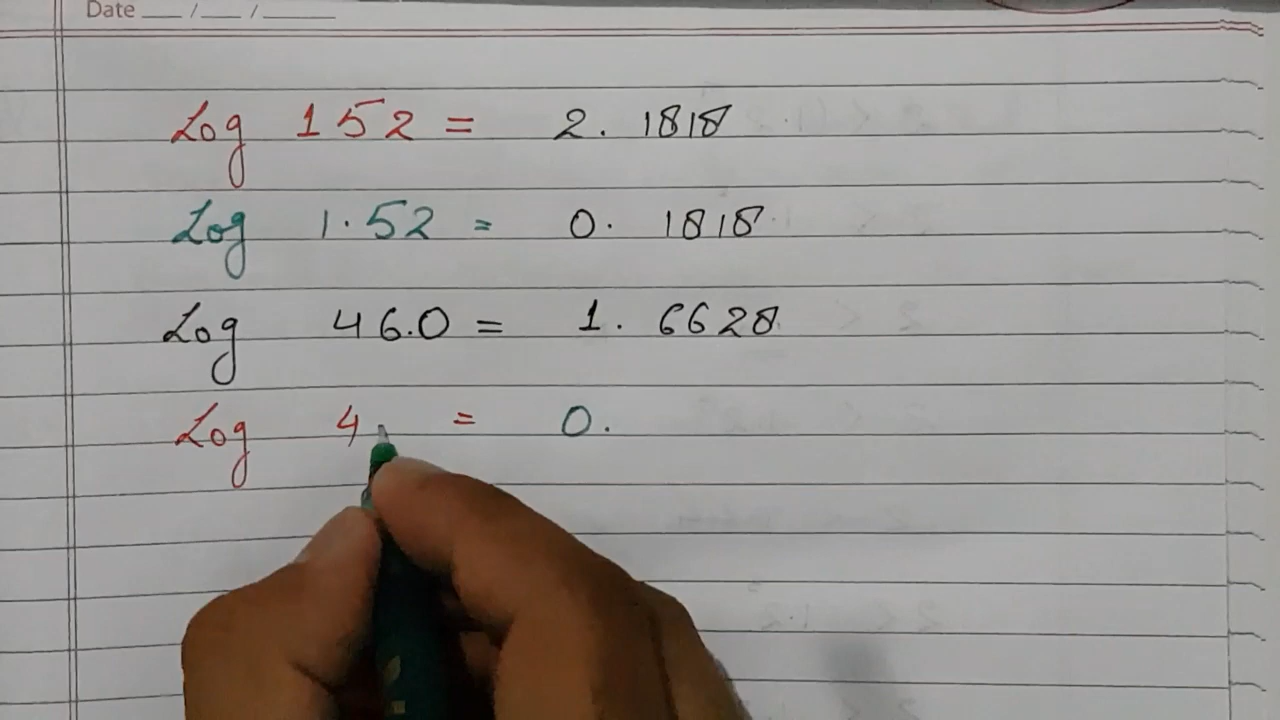 Date ___ / ___ / ______
Log 152 = 2. 1818
Log 1.52 = 0. 1818
Log 46.0 = 1. 6628
Log 4 = 0.